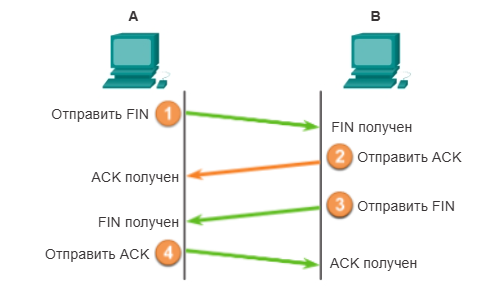 A
B
Отправить FIN 1
FIN получен
2 Отправить ACK
ACK получен
3 Отправить FIN
FIN получен
Отправить ACK 4
ACK получен